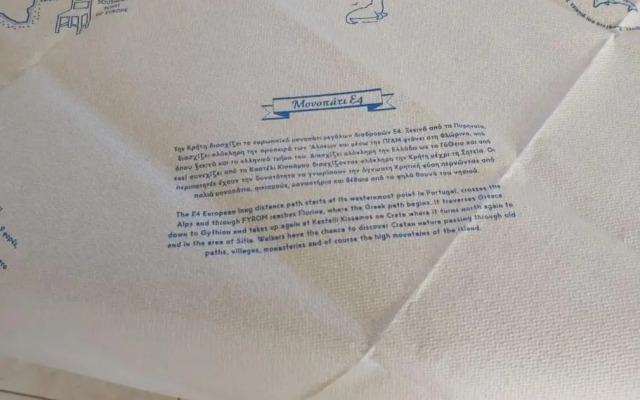 SOUTHERN
POINT
OF EUROPE
Μονοπάτι Ε4
Την Κρήτη διασχίζει το ευρωπαϊκό μονοπάτι μεγάλων διαδρομών Ε4. Ξεκινά από τα Πυρηναία,
διασχίζει ολόκληρη την οροσειρά των Άλπεων και μέσω της ΠΓΔΜ φτάνει στη Φλώρινα, από
όπου ξεκινά και το ελληνικό τμήμα του. Διασχίζει ολόκληρη την Ελλάδα ως το Γύθειο και από
εκεί συνεχίζει από το Καστέλι Κισσάμου διασχίζοντας ολόκληρη την Κρήτη μέχρι τη Σητεία. Οι
περιπατητές έχουν την δυνατότητα να γνωρίσουν την άγνωστη Κρητική φύση περνώντας από
παλιά μονοπάτια, οικισμούς, μοναστήρια και βέβαια από τα ψηλά βουνά του νησιού.
The E4 European long distance path starts at its westernmost point in Portugal, crosses the
Alps and through FYROM reaches Florina, where the Greek path begins. It traverses Greece
down to Gythion and takes up again at Kastelli Kissamos on Crete where it turns north again to
end in the area of Sitia. Walkers have the chance to discover Cretan nature passing through old
paths, villages, monasteries and of course the high mountains of the island.